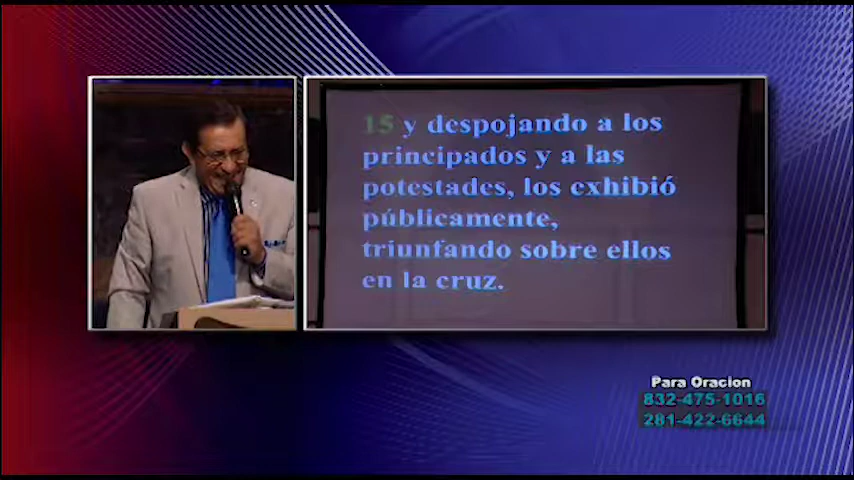 15 y despojando a los
principados y a las
potestades, los exhibió
públicamente,
triunfando sobre ellos
en la cruz.
Para Oracion
832-475-1016
281-422-6644